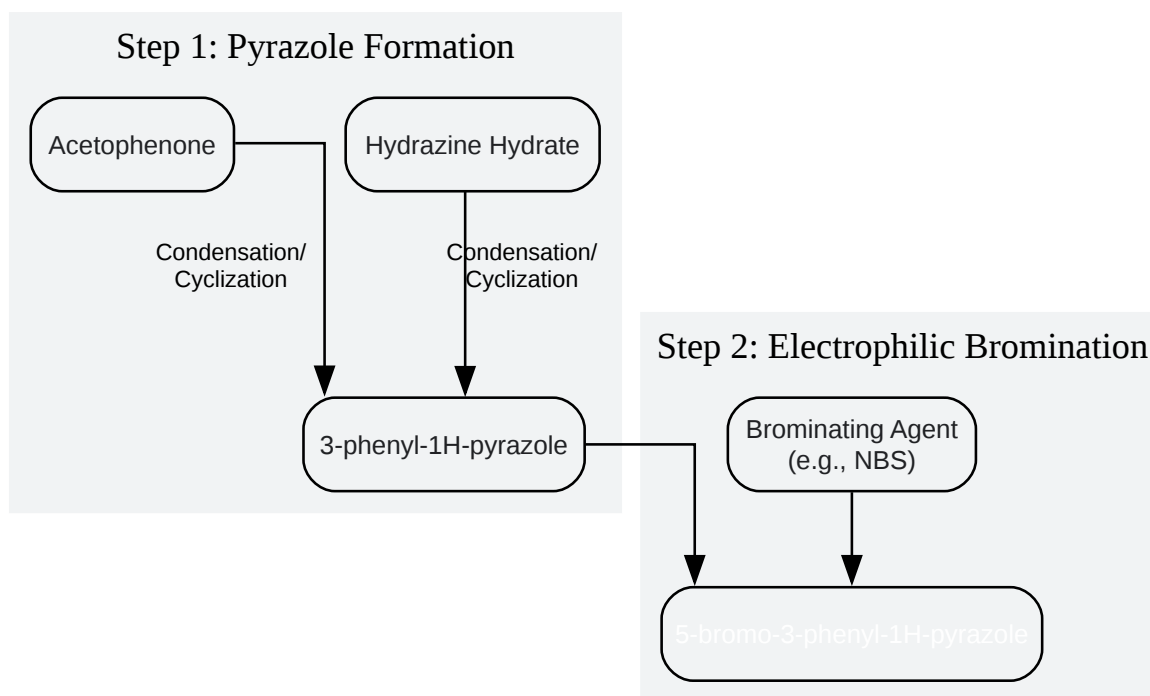 Step 1: Pyrazole Formation
Acetophenone
Hydrazine Hydrate
Condensation/
Cyclization
Condensation/
Cyclization
3-phenyl-1H-pyrazole
Step 2: Electrophilic Bromination
Brominating Agent
(e.g., NBS)
5-bromo-3-phenyl-1H-pyrazole